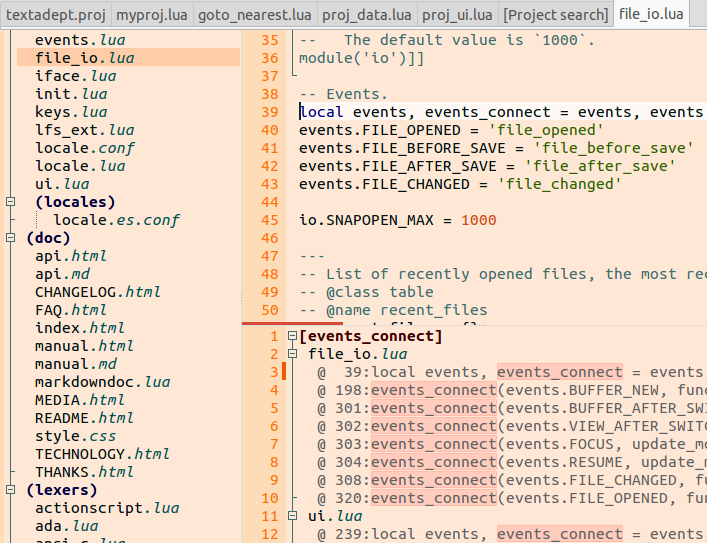 textadept.proj myproj.lua goto_nearest.lua proj_data.lua proj_ui.lua [Project search] file_io.lua
events.lua
file_io.lua
iface.lua
init.lua
keys.lua
lfs_ext.lua
locale.conf
locale.lua
ui.lua
(locales)
locale.es.conf
(doc)
api.html
api.md
CHANGELOG.html
FAQ.html
index.html
manual.html
manual.md
markdowndoc.lua
MEDIA.html
README.html
style.css
TECHNOLOGY.html
THANKS.html
(lexers)
actionscript.lua
ada.lua
35 --   The default value is `1000`.
36 module('io')]]
37
38 -- Events.
39 local events, events_connect = events, events
40 events.FILE_OPENED = 'file_opened'
41 events.FILE_BEFORE_SAVE = 'file_before_save'
42 events.FILE_AFTER_SAVE = 'file_after_save'
43 events.FILE_CHANGED = 'file_changed'
44
45 io.SNAPOPEN_MAX = 1000
46
47 ---
48 -- List of recently opened files, the most rec
49 -- @class table
50 -- @name recent_files
1 [events_connect]
2 file_io.lua
3 @  39:local events, events_connect = events
4 @ 198:events_connect(events.BUFFER_NEW, func
5 @ 301:events_connect(events.BUFFER_AFTER_SWI
6 @ 302:events_connect(events.VIEW_AFTER_SWITC
7 @ 303:events_connect(events.FOCUS, update_mo
8 @ 304:events_connect(events.RESUME, update_m
9 @ 308:events_connect(events.FILE_CHANGED, fu
10 @ 320:events_connect(events.FILE_OPENED, fun
11 ui.lua
12 @ 239:local events, events_connect = events